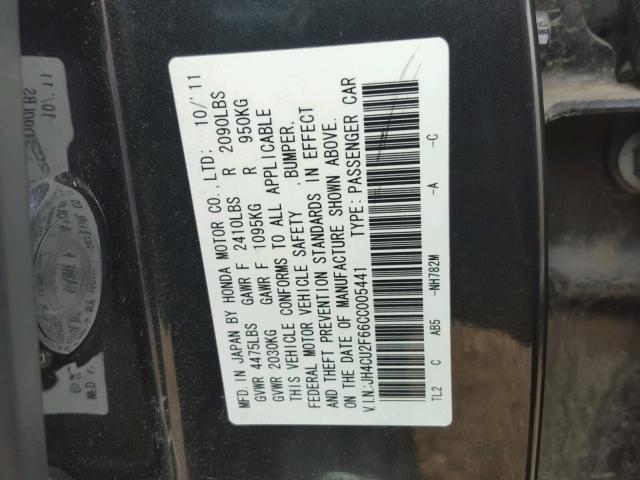 MFD. IN JAPAN BY HONDA MOTOR CO., LTD: 10/'11
GVWR 4475LBS GAWR F 2410LBS R 2090LBS
GVWR 2030KG GAWR F 1095KG R 950KG
THIS VEHICLE CONFORMS TO ALL APPLICABLE
FEDERAL MOTOR VEHICLE SAFETY , BUMPER,
AND THEFT PREVENTION STANDARDS IN EFFECT
ON THE DATE OF MANUFACTURE SHOWN ABOVE.
V.I.N:JH4CU2F66CC005441 TYPE: PASSENGER CAR
TL2 C AB5 -NH782M -A -C
10/ 11